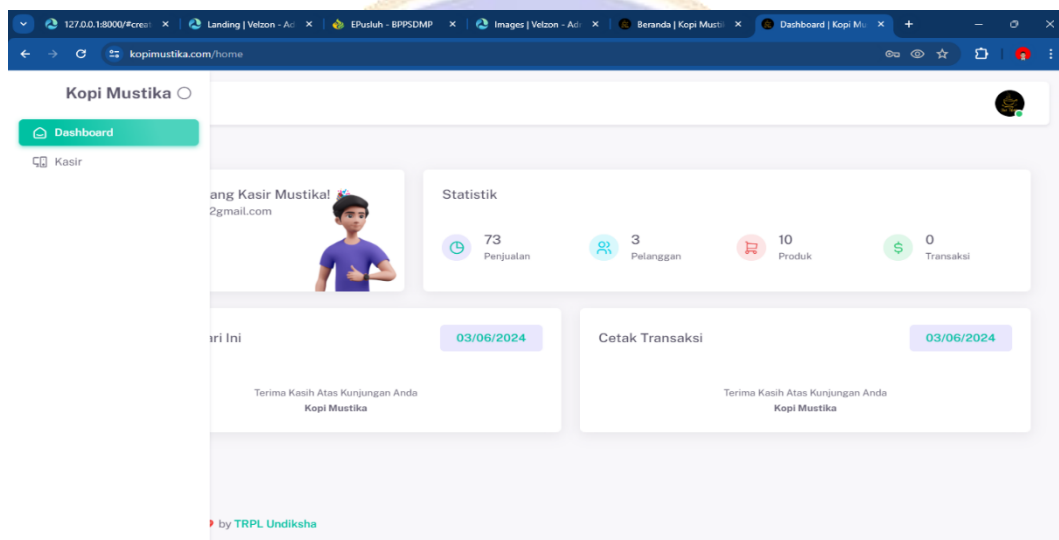 127.0.0.1:8000/#creat
Landing | Velzon - Ad
EPusluh - BPPSDMP
Images | Velzon - Adr
Beranda | Kopi Musti
Dashboard | Kopi Mu
kopimustika.com/home
Kopi Mustika
Dashboard
Kasir
ang Kasir Mustika!
2gmail.com
Statistik
73
Penjualan
3
Pelanggan
10
Produk
0
Transaksi
ari Ini
03/06/2024
Terima Kasih Atas Kunjungan Anda
Kopi Mustika
Cetak Transaksi
03/06/2024
Terima Kasih Atas Kunjungan Anda
Kopi Mustika
by TRPL Undiksha